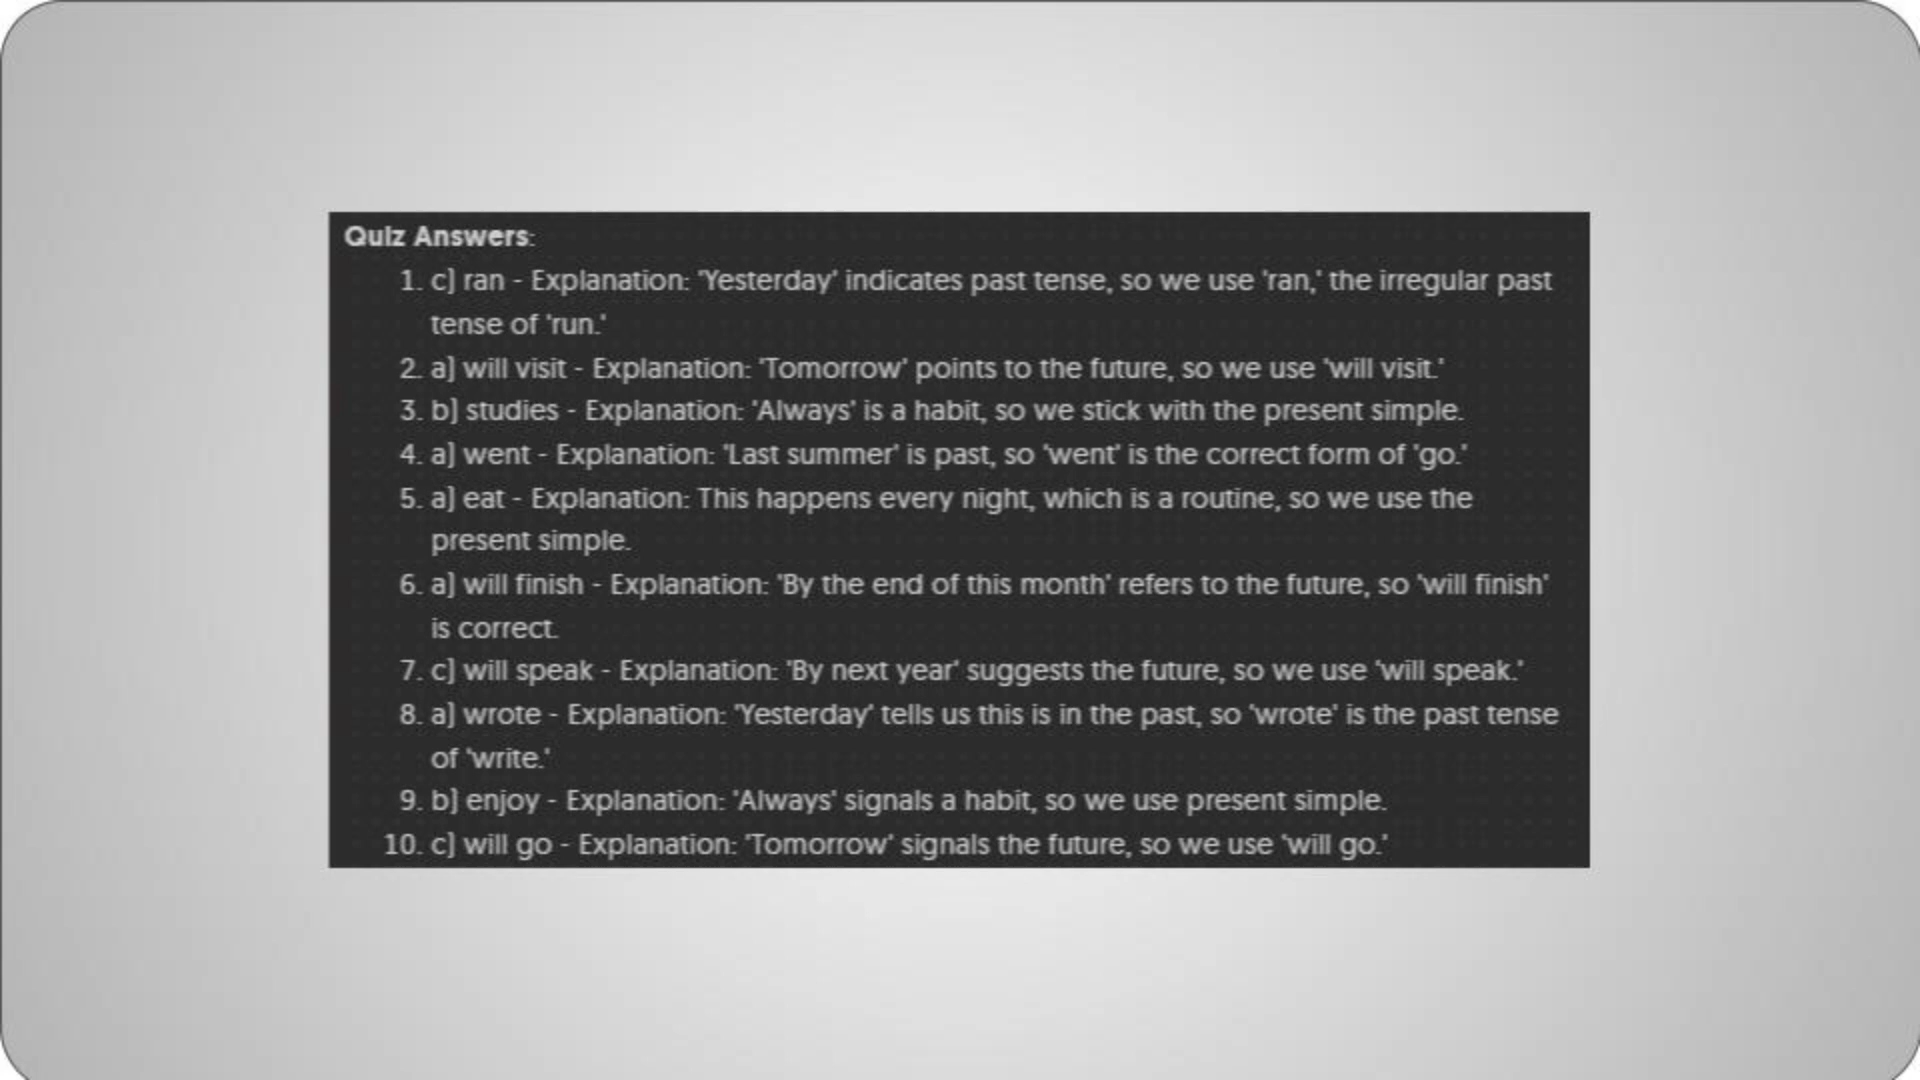 Quiz Answers:
1. c] ran - Explanation: 'Yesterday' indicates past tense, so we use 'ran,' the irregular past
tense of 'run.'
2. a] will visit - Explanation: 'Tomorrow' points to the future, so we use 'will visit.'
3. b] studies - Explanation: 'Always' is a habit, so we stick with the present simple.
4. a] went - Explanation: 'Last summer' is past, so 'went' is the correct form of 'go.'
5. a] eat - Explanation: This happens every night, which is a routine, so we use the
present simple.
6. a] will finish - Explanation: 'By the end of this month' refers to the future, so 'will finish'
is correct.
7. c] will speak - Explanation: 'By next year' suggests the future, so we use 'will speak.'
8. a] wrote - Explanation: 'Yesterday' tells us this is in the past, so 'wrote' is the past tense
of 'write.'
9. b] enjoy - Explanation: 'Always' signals a habit, so we use present simple.
10. c] will go - Explanation: 'Tomorrow' signals the future, so we use 'will go.'